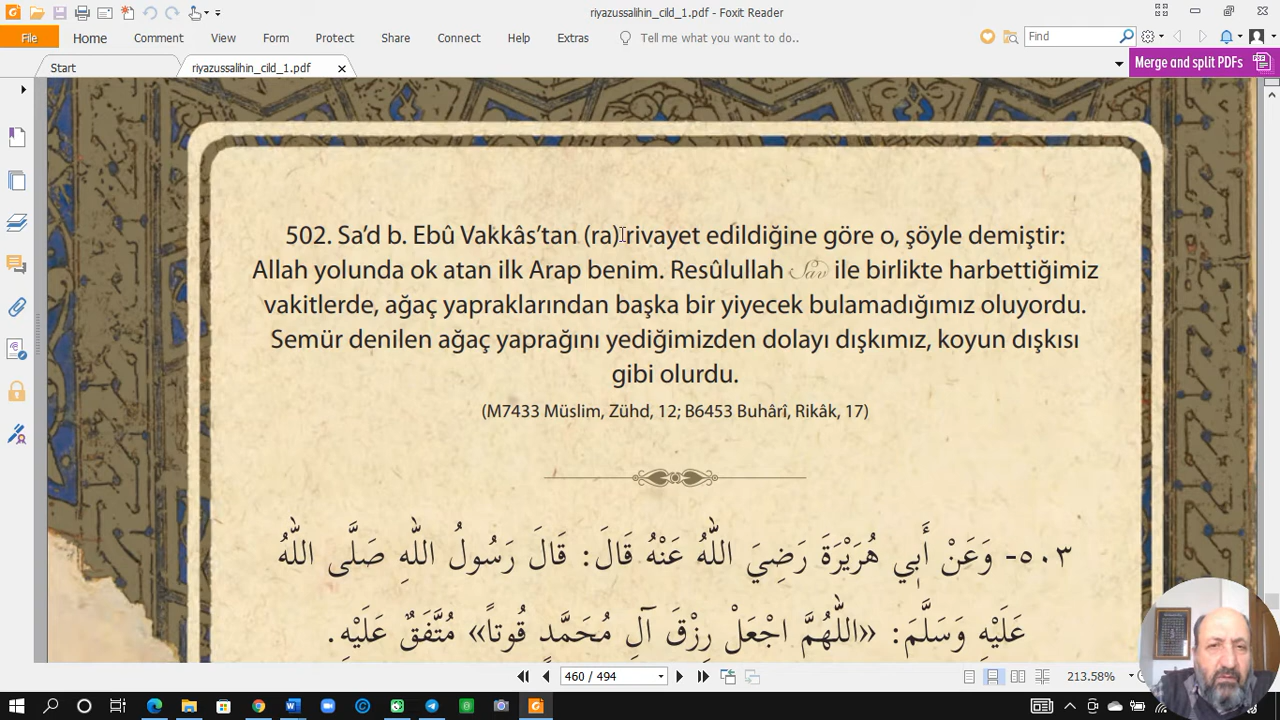 riyazussalihin_cild_1.pdf - Foxit Reader
File Home Comment View Form Protect Share Connect Help Extras Tell me what you want to do.. Find
Start riyazussalihin_cild_1.pdf Merge and split PDFs
502. Sa’d b. Ebû Vakkâs’tan (ra) rivayet edildiğine göre o, şöyle demiştir:
Allah yolunda ok atan ilk Arap benim. Resûlullah Sav ile birlikte harbettiğimiz
vakitlerde, ağaç yapraklarından başka bir yiyecek bulamadığımız oluyordu.
Semür denilen ağaç yaprağını yediğimizden dolayı dışkımız, koyun dışkısı
gibi olurdu.
(M7433 Müslim, Zühd, 12; B6453 Buhârî, Rikâk, 17)
٥٠٣- وَعَنْ أَبِي هُرَيْرَةَ رَضِيَ اللّٰهُ عَنْهُ قَالَ: قَالَ رَسُولُ اللّٰهِ صَلَّى اللّٰهُ
عَلَيْهِ وَسَلَّمَ: «اللّٰهُمَّ اجْعَلْ رِزْقَ آلِ مُحَمَّدٍ قُوتاً» مُتَّفَقٌ عَلَيْهِ.
460 / 494 213.58%